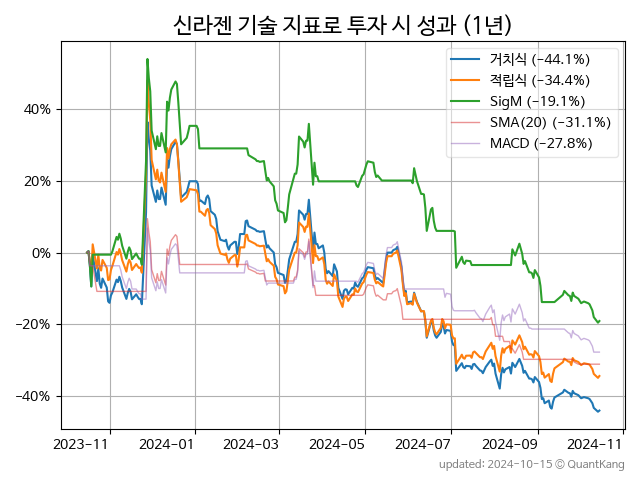 신라젠 기술 지표로 투자 시 성과 (1년)
거치식 (−44.1%)
적립식 (−34.4%)
SigM (−19.1%)
SMA(20) (−31.1%)
MACD (−27.8%)
40%
20%
0%
−20%
−40%
2023-11 2024-01 2024-03 2024-05 2024-07 2024-09 2024-11
updated: 2024-10-15 © QuantKang